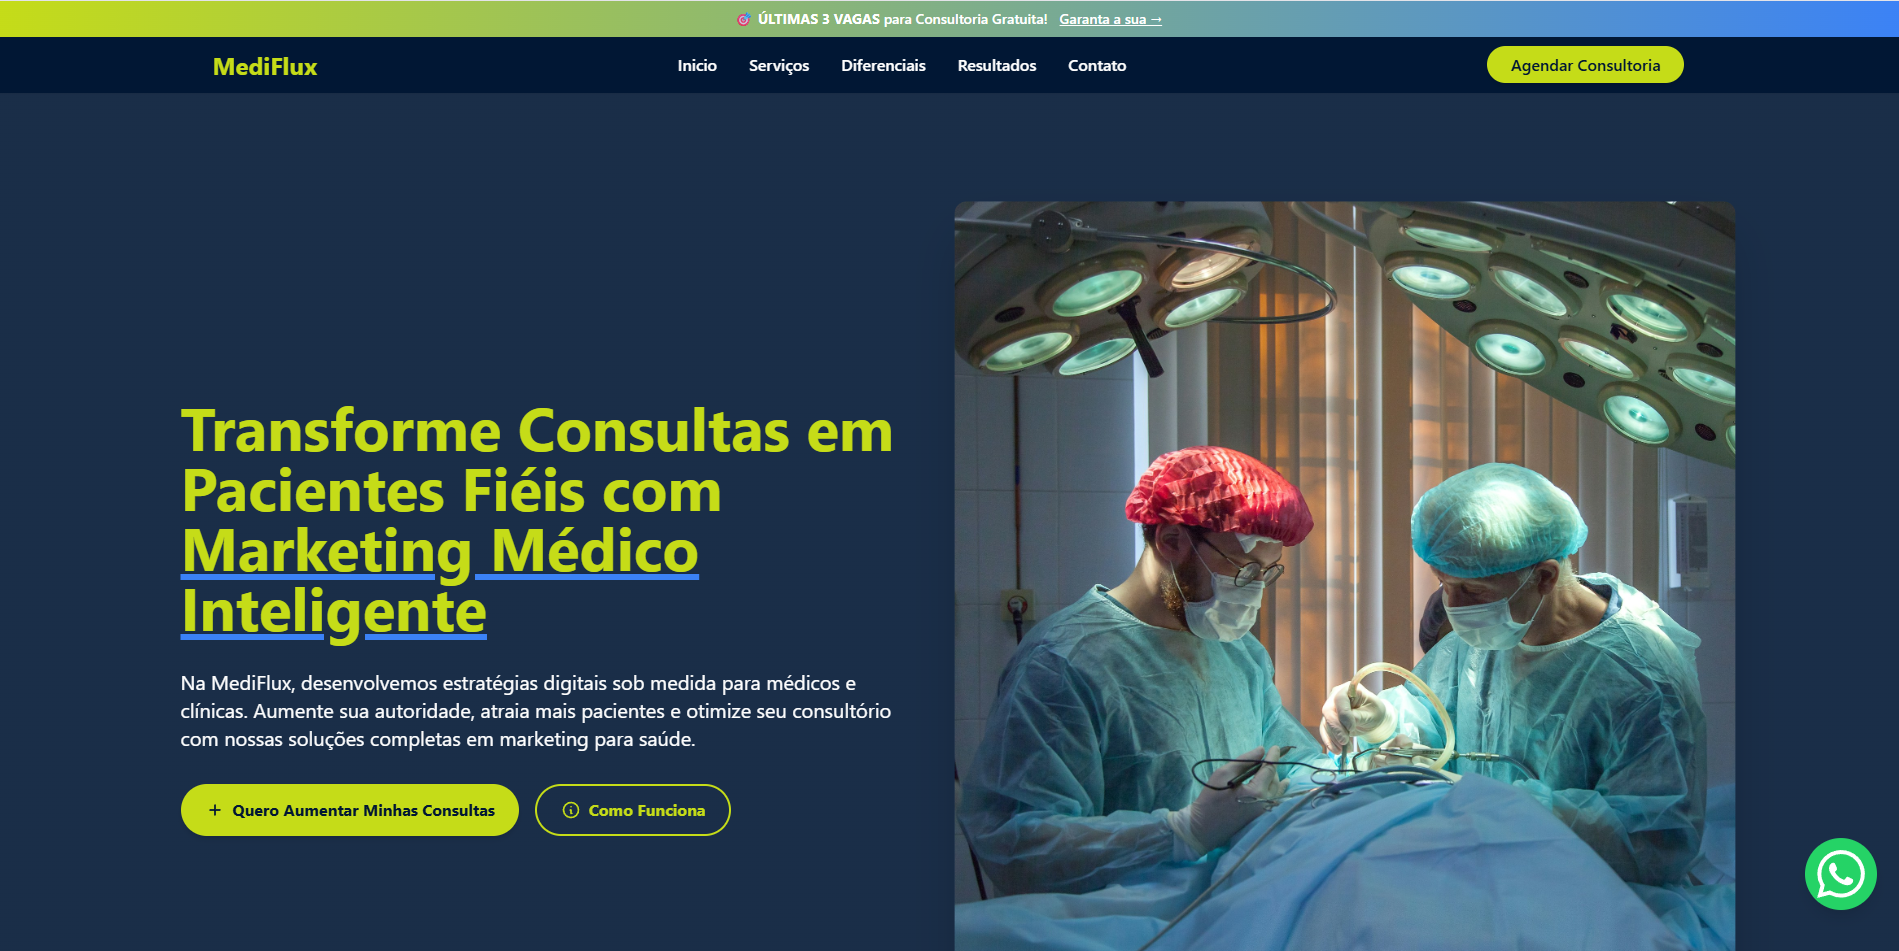 🎯 ÚLTIMAS 3 VAGAS para Consultoria Gratuita! Garanta a sua →
MediFlux
Inicio Serviços Diferenciais Resultados Contato
Agendar Consultoria
Transforme Consultas em
Pacientes Fiéis com
Marketing Médico
Inteligente
Na MediFlux, desenvolvemos estratégias digitais sob medida para médicos e
clínicas. Aumente sua autoridade, atraia mais pacientes e otimize seu consultório
com nossas soluções completas em marketing para saúde.
Quero Aumentar Minhas Consultas
Como Funciona